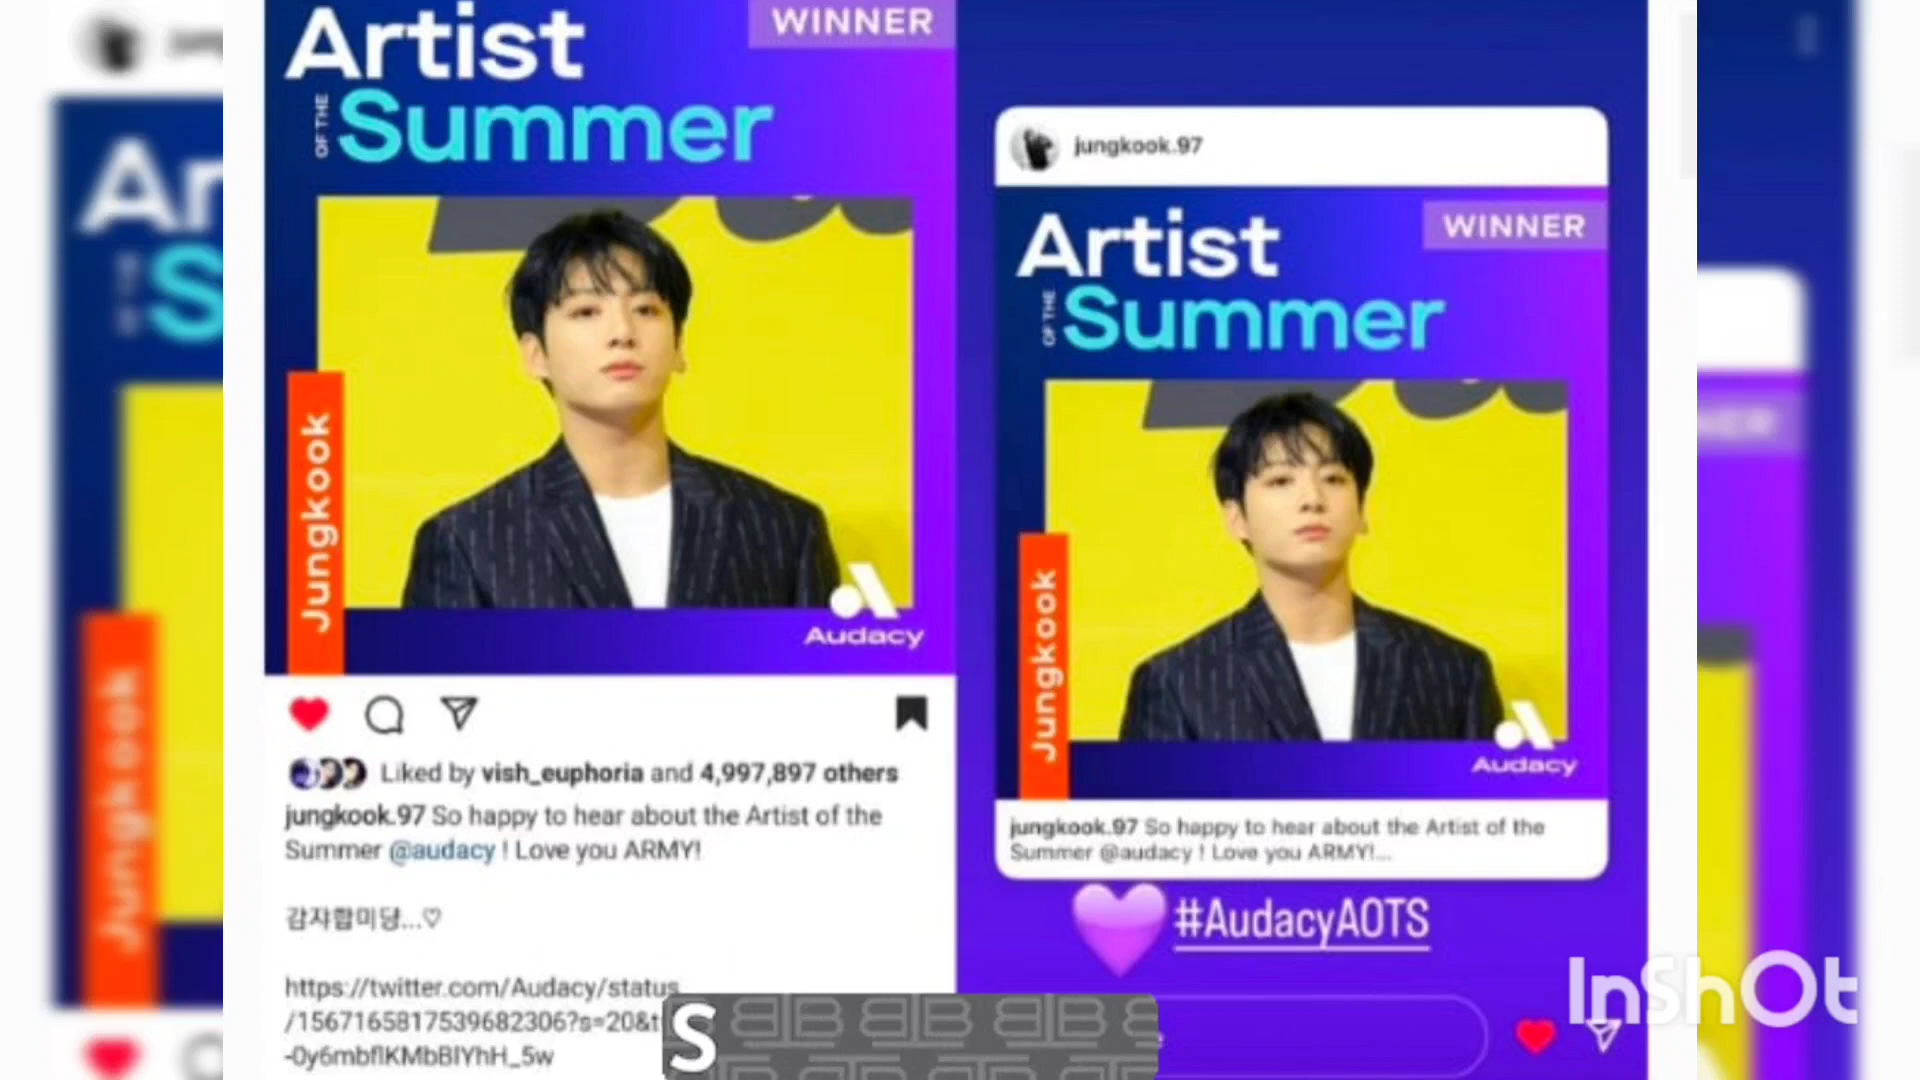 Artist
OF THE
Summer
WINNER
Jungkook
Audacy
Liked by vish_euphoria and 4,997,897 others
jungkook.97 So happy to hear about the Artist of the
Summer @audacy ! Love you ARMY!
감자합미댱...♡
https://twitter.com/Audacy/status
/1567165817539682306?s=20&t
-0y6mbflKMbBlYhH_5w
jungkook.97
Artist
OF THE
Summer
WINNER
Jungkook
Audacy
jungkook.97 So happy to hear about the Artist of the
Summer @audacy ! Love you ARMY!...
#AudacyAOTS
S
InShOt